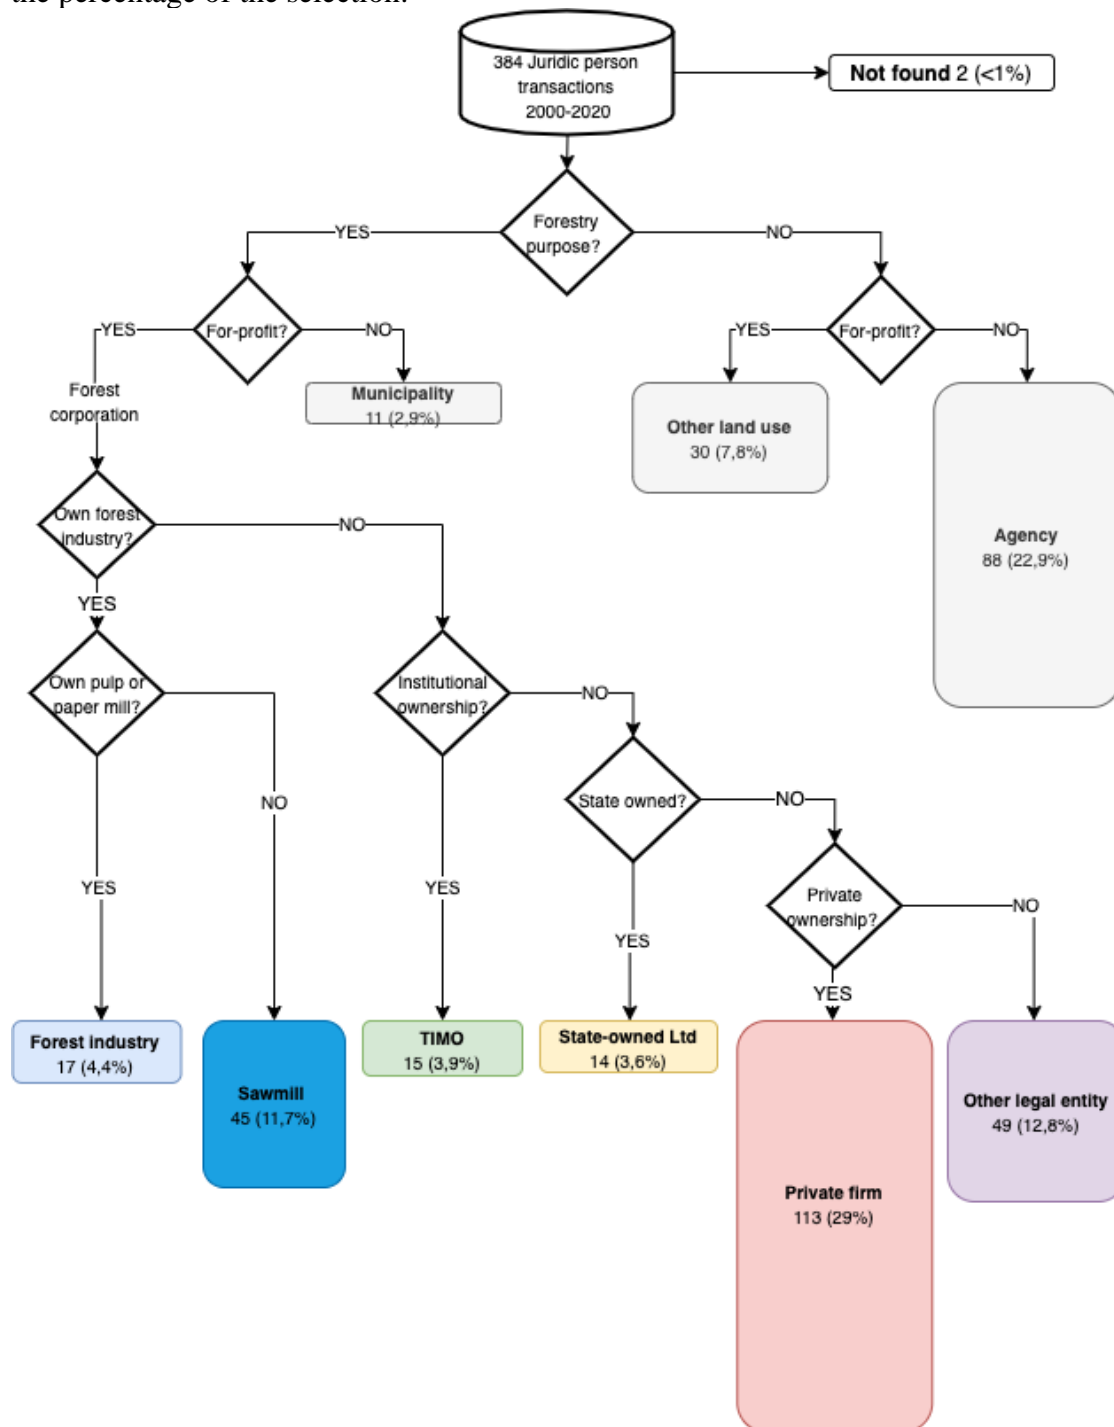 the percentage of the selection.
384 Juridic person
transactions
2000-2020
Not found 2 (<1%)
Forestry
purpose?
YES
NO
For-profit?
For-profit?
YES
NO
YES
NO
Forest
corporation
Municipality
11 (2,9%)
Other land use
30 (7,8%)
Agency
88 (22,9%)
Own forest
industry?
NO
YES
Own pulp or
paper mill?
Institutional
ownership?
NO
State owned?
NO
NO
YES
YES
Private
ownership?
NO
YES
YES
Forest industry
17 (4,4%)
Sawmill
45 (11,7%)
TIMO
15 (3,9%)
State-owned Ltd
14 (3,6%)
Private firm
113 (29%)
Other legal entity
49 (12,8%)